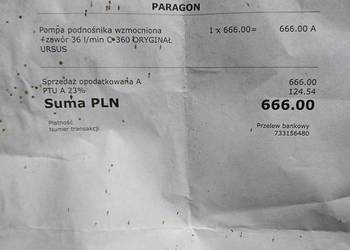 PARAGON
Pompa podnośnika wzmocniona 1 x 666.00= 666.00 A
+zawór 36 l/min C-360 ORYGINAŁ
URSUS
Sprzedaż opodatkowana A 666.00
PTU A 23% 124.54
Suma PLN 666.00
Płatność Przelew bankowy
Numer transakcji 733156480